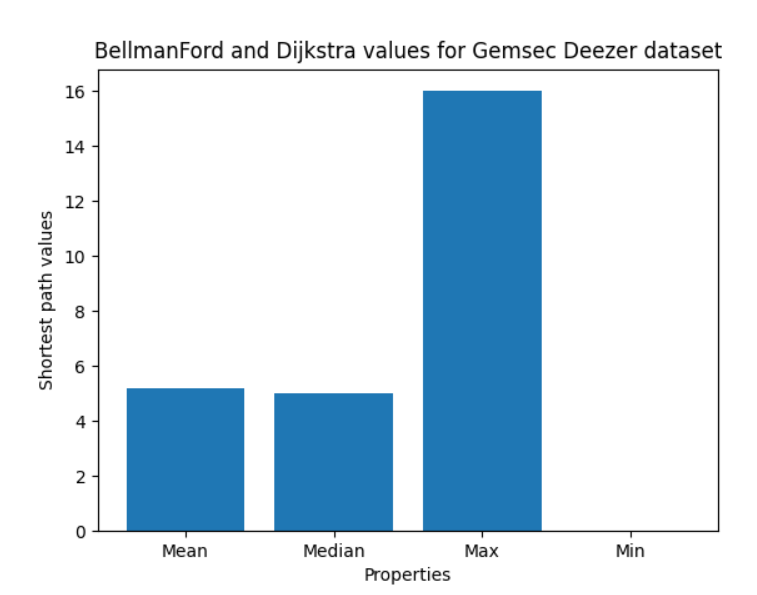 BellmanFord and Dijkstra values for Gemsec Deezer dataset
16
14
12
10
8
6
4
2
0
Shortest path values
Mean Median Max Min
Properties